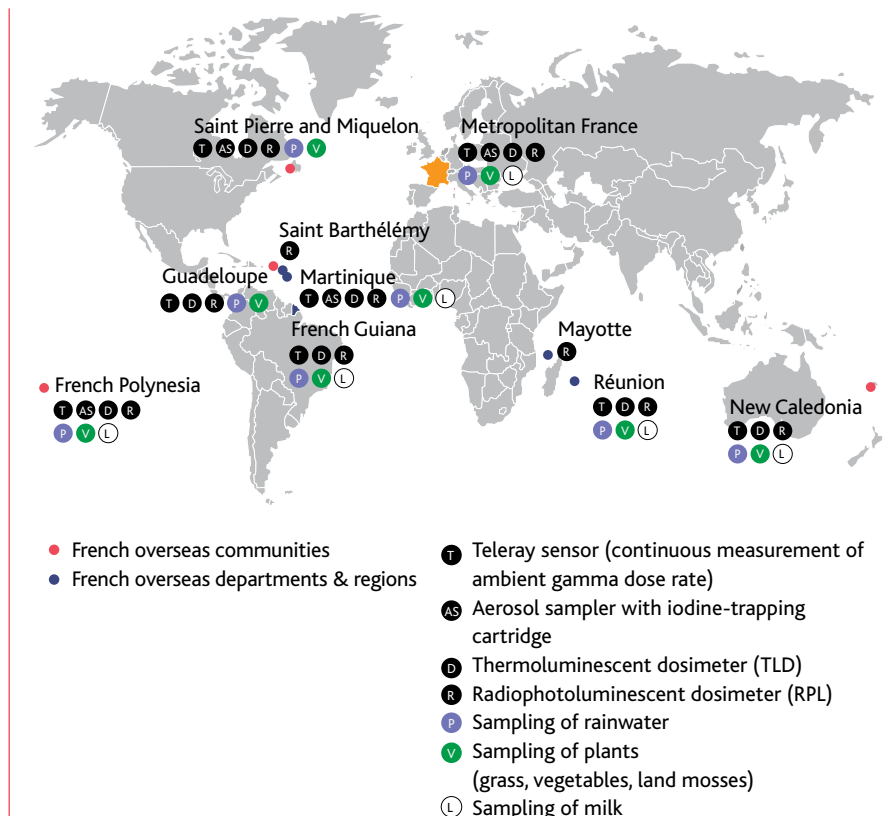 Saint Pierre and Miquelon
T AS D R P V
Metropolitan France
T AS D R
P V L
Saint Barthélémy
R
Guadeloupe
T D R P V
Martinique
T AS D R P V L
French Guiana
T D R
P V L
Mayotte
R
French Polynesia
T AS D R
P V L
Réunion
T D R
P V L
New Caledonia
T D R
P V L
French overseas communities
French overseas departments & regions
T Teleray sensor (continuous measurement of
ambient gamma dose rate)
AS Aerosol sampler with iodine-trapping
cartridge
D Thermoluminescent dosimeter (TLD)
R Radiophotoluminescent dosimeter (RPL)
P Sampling of rainwater
V Sampling of plants
(grass, vegetables, land mosses)
L Sampling of milk